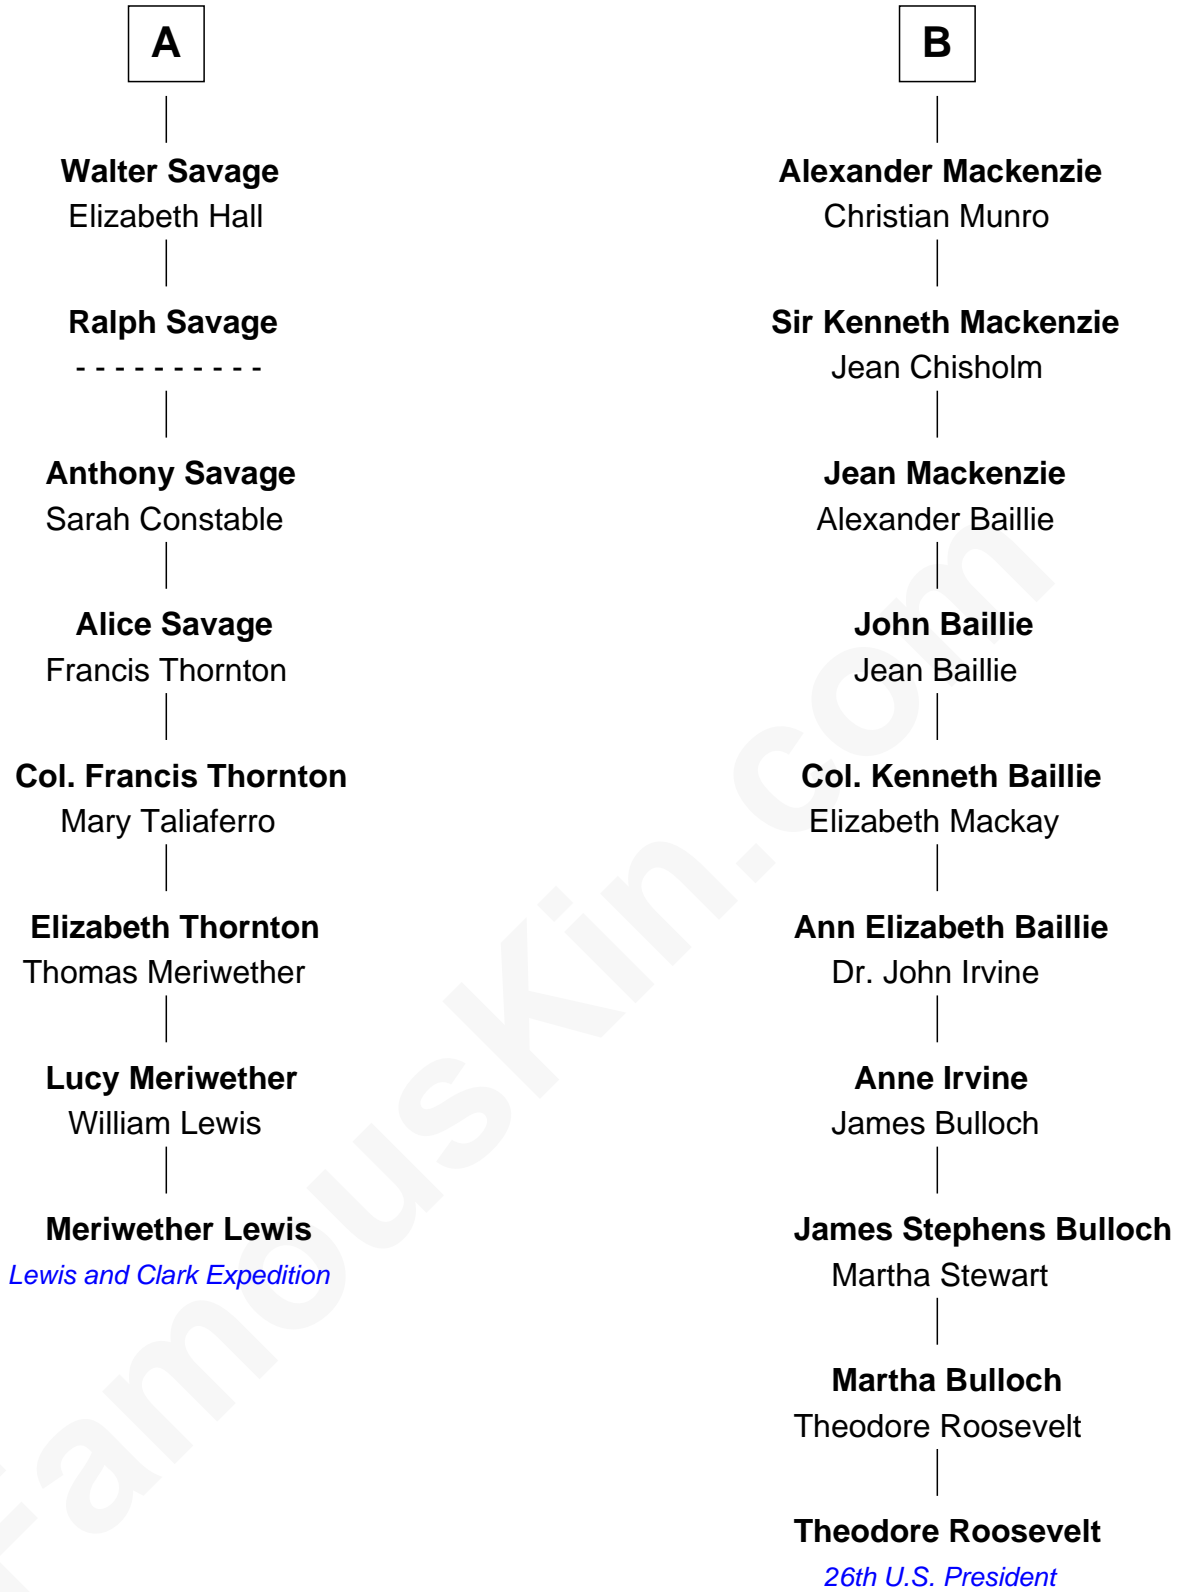 A
Walter Savage
Elizabeth Hall
Ralph Savage
- - - - - - - - - -
Anthony Savage
Sarah Constable
Alice Savage
Francis Thornton
Col. Francis Thornton
Mary Taliaferro
Elizabeth Thornton
Thomas Meriwether
Lucy Meriwether
William Lewis
Meriwether Lewis
Lewis and Clark Expedition
B
Alexander Mackenzie
Christian Munro
Sir Kenneth Mackenzie
Jean Chisholm
Jean Mackenzie
Alexander Baillie
John Baillie
Jean Baillie
Col. Kenneth Baillie
Elizabeth Mackay
Ann Elizabeth Baillie
Dr. John Irvine
Anne Irvine
James Bulloch
James Stephens Bulloch
Martha Stewart
Martha Bulloch
Theodore Roosevelt
Theodore Roosevelt
26th U.S. President
FamousKin.com